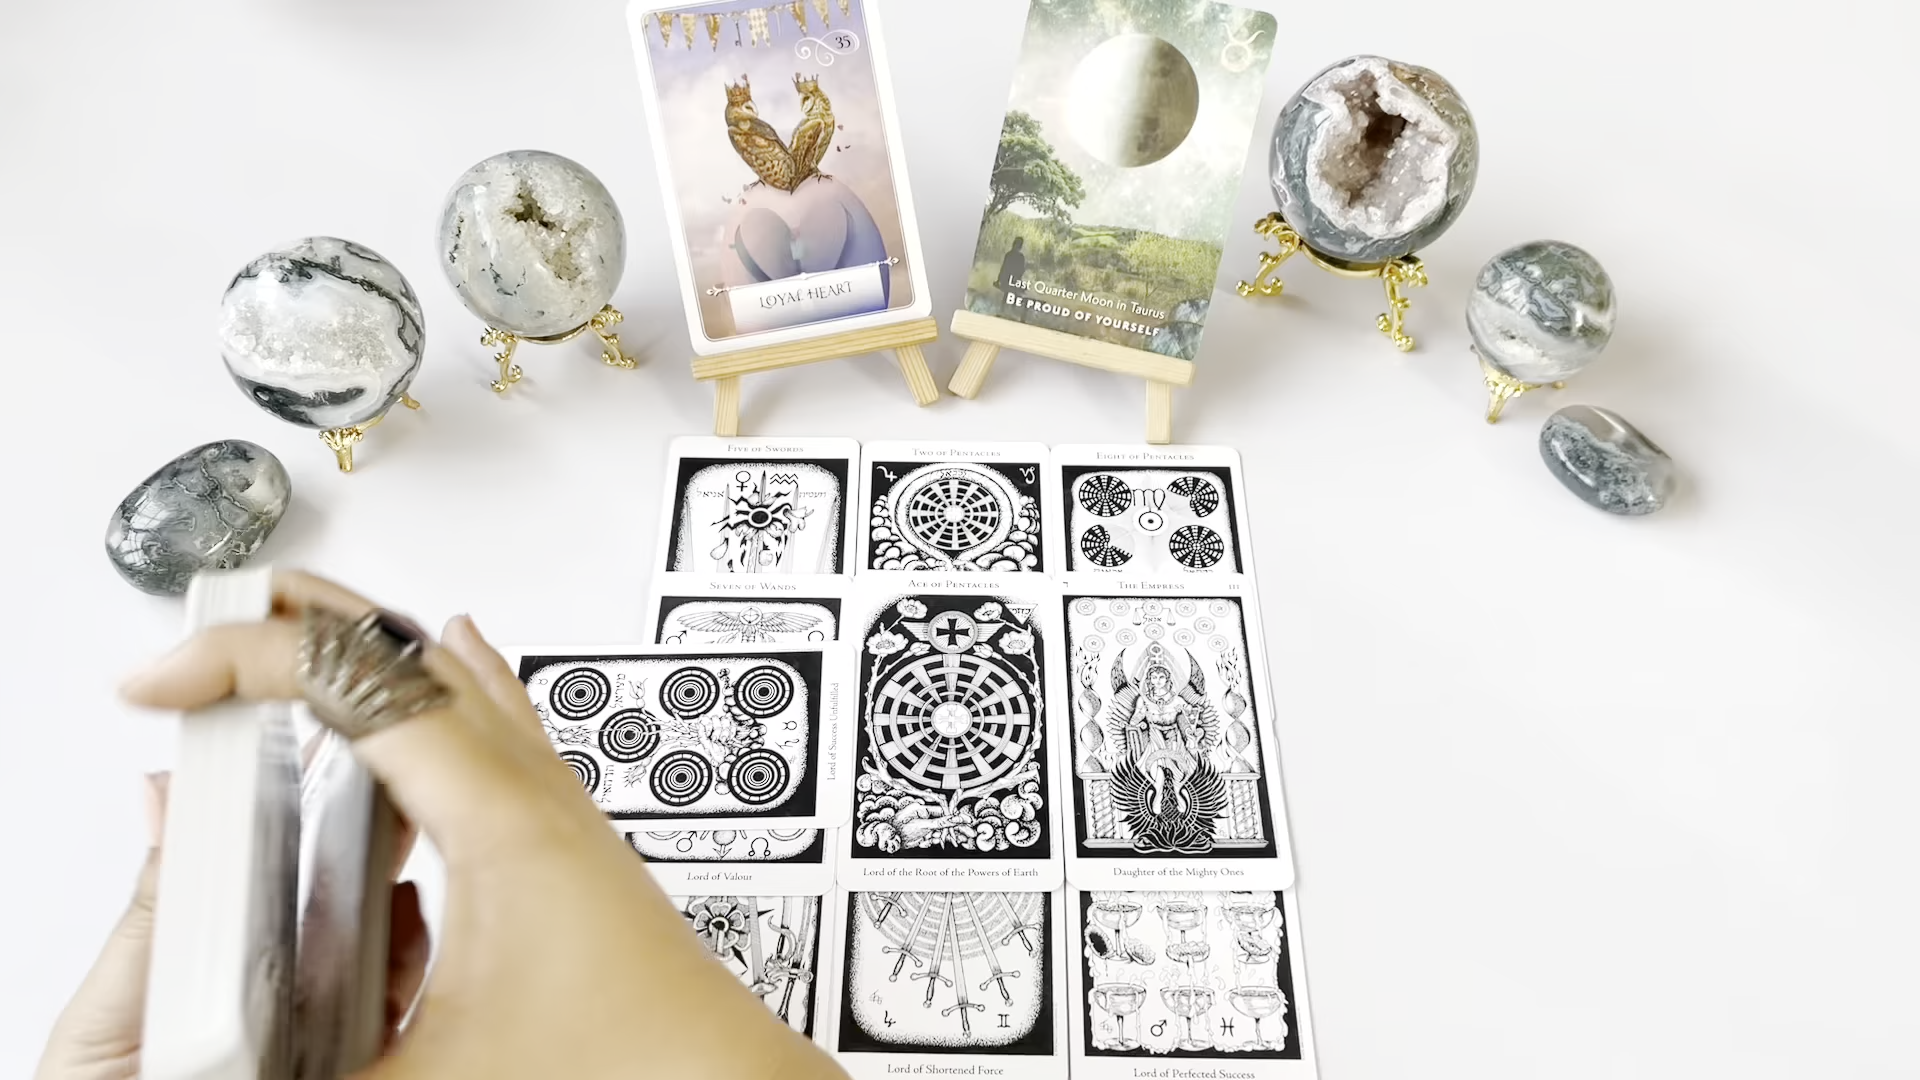 35
LOYAL HEART
Last Quarter Moon in Taurus
BE PROUD OF YOURSELF
FIVE OF SWORDS
TWO OF PENTACLES
EIGHT OF PENTACLES
אניאל
SEVEN OF WANDS
ACE OF PENTACLES
THE EMPRESS
III
Lord of Success Unfulfilled
Lord of Valour
Lord of the Root of the Powers of Earth
Daughter of the Mighty Ones
Lord of Shortened Force
Lord of Perfected Success